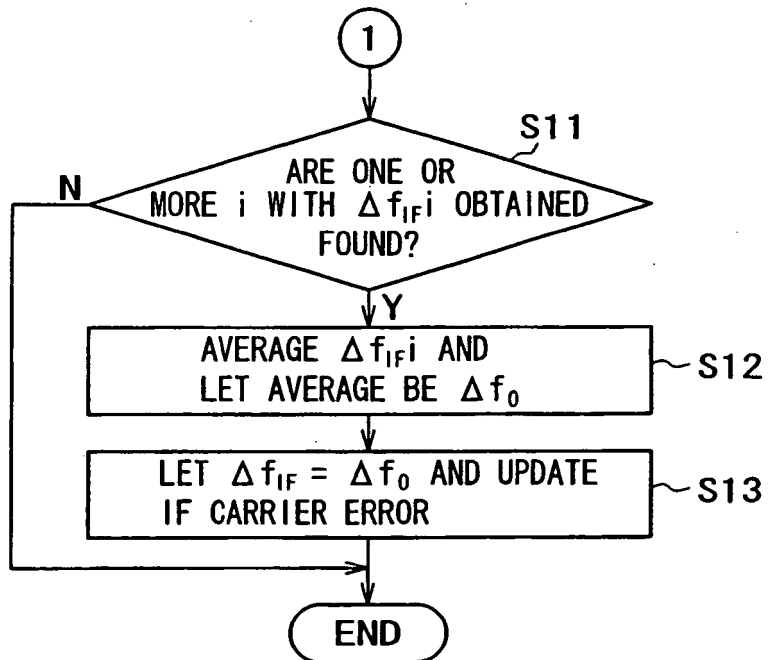 1
S11
ARE ONE OR
MORE i WITH Δf_IF i OBTAINED
FOUND?
N
Y
AVERAGE Δf_IF i AND
LET AVERAGE BE Δf_0
S12
LET Δf_IF = Δf_0 AND UPDATE
IF CARRIER ERROR
S13
END